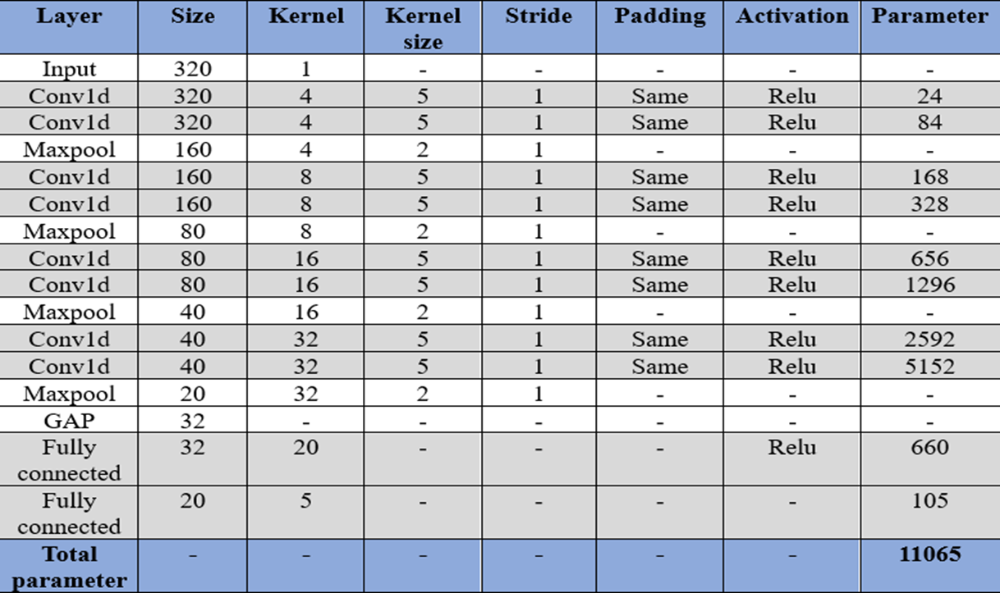 Layer Size Kernel Kernel size Stride Padding Activation Parameter
Input 320 1 - - - - -
Conv1d 320 4 5 1 Same Relu 24
Conv1d 320 4 5 1 Same Relu 84
Maxpool 160 4 2 1 - - -
Conv1d 160 8 5 1 Same Relu 168
Conv1d 160 8 5 1 Same Relu 328
Maxpool 80 8 2 1 - - -
Conv1d 80 16 5 1 Same Relu 656
Conv1d 80 16 5 1 Same Relu 1296
Maxpool 40 16 2 1 - - -
Conv1d 40 32 5 1 Same Relu 2592
Conv1d 40 32 5 1 Same Relu 5152
Maxpool 20 32 2 1 - - -
GAP 32 - - - - - -
Fully connected 32 20 - - - Relu 660
Fully connected 20 5 - - - - 105
Total parameter - - - - - - 11065